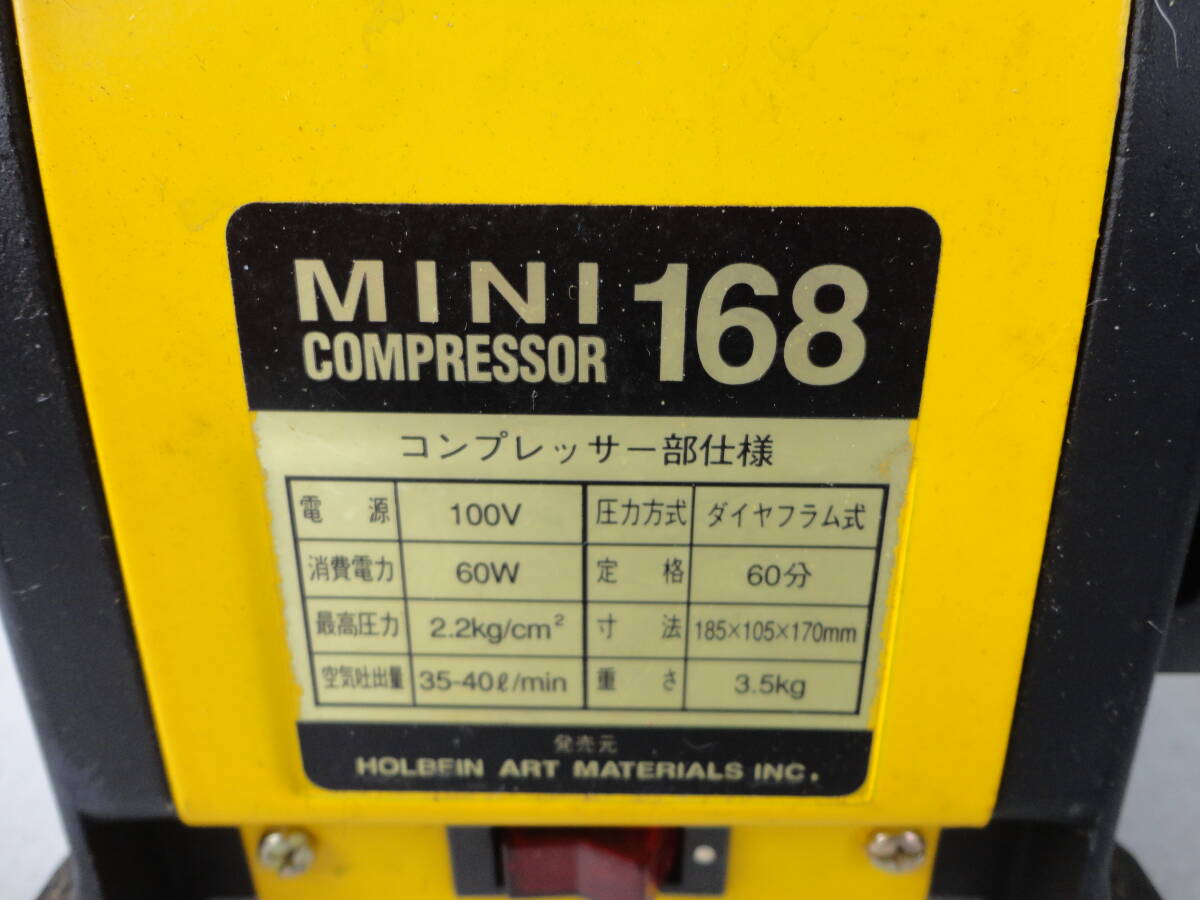 MINI
COMPRESSOR 168
コンプレッサー部仕様
電源 100V 圧力方式 ダイヤフラム式
消費電力 60W 定格 60分
最高圧力 2.2kg/cm² 寸法 185×105×170mm
空気吐出量 35-40ℓ/min 重さ 3.5kg
発売元
HOLBEIN ART MATERIALS INC.